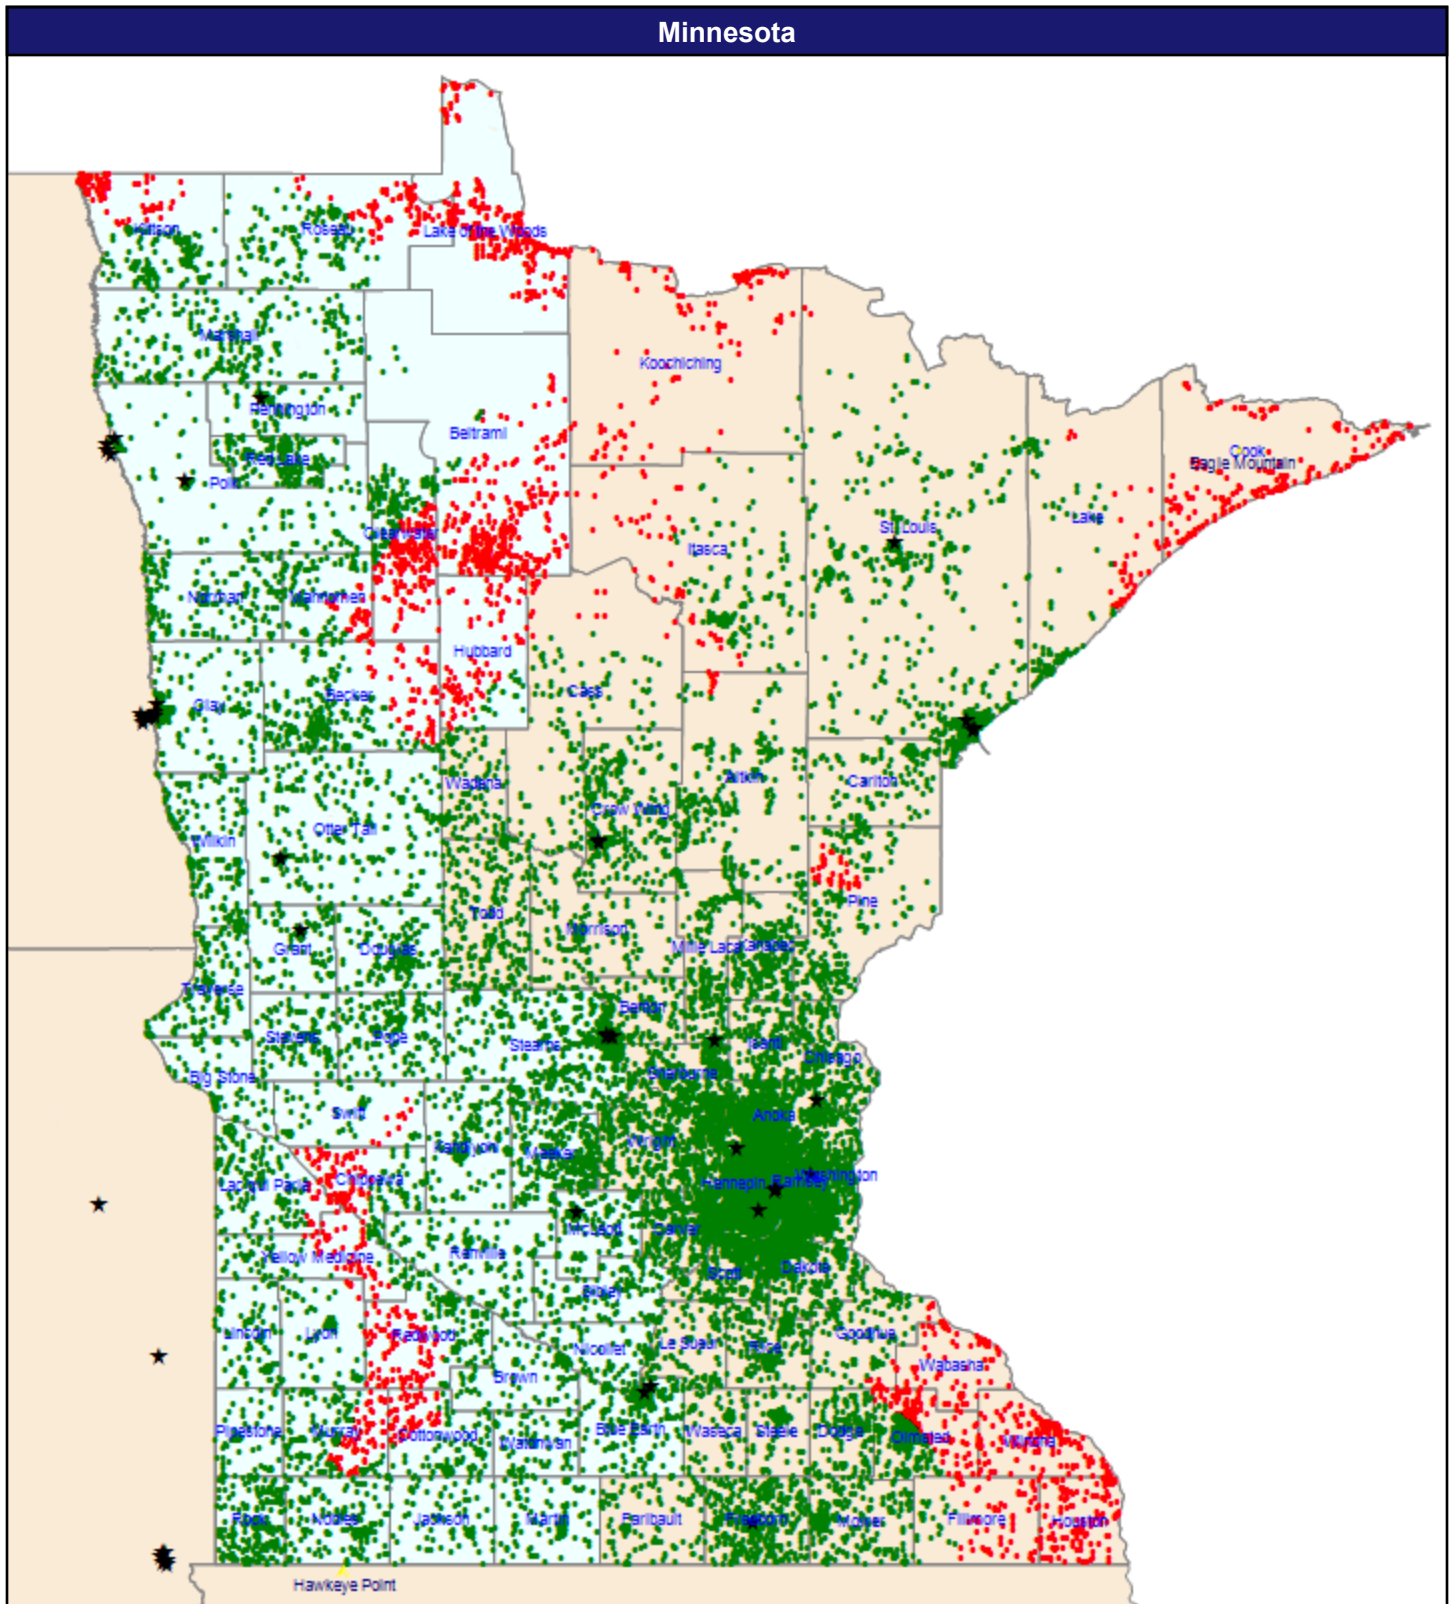 Minnesota
Kittson
Roseau
Lake of the Woods
Marshall
Koochiching
Pennington
Beltrami
Cook
Eagle Mountain
Red Lake
Polk
Clearwater
St. Louis
Lake
Itasca
Norman
Mahnomen
Hubbard
Cass
Becker
Clay
Wadena
Aitkin
Carlton
Crow Wing
Otter Tail
Wilkin
Pine
Todd
Morrison
Grant
Douglas
Mille Lacs
Kanabec
Traverse
Benton
Stevens
Pope
Stearns
Isanti
Chisago
Big Stone
Sherburne
Swift
Anoka
Kandiyohi
Meeker
Wright
Lac qui Parle
Chippewa
Hennepin
Ramsey
Washington
McLeod
Carver
Yellow Medicine
Renville
Scott
Dakota
Sibley
Lincoln
Lyon
Redwood
Nicollet
Le Sueur
Rice
Goodhue
Wabasha
Brown
Pipestone
Murray
Cottonwood
Watonwan
Blue Earth
Waseca
Steele
Dodge
Olmsted
Winona
Rock
Nobles
Jackson
Martin
Faribault
Freeborn
Mower
Fillmore
Houston
Hawkeye Point